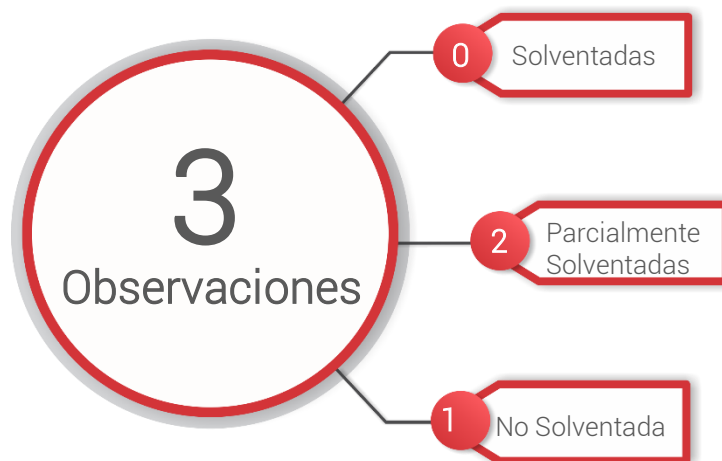 3
Observaciones
0
Solventadas
2
Parcialmente
Solventadas
1
No Solventada